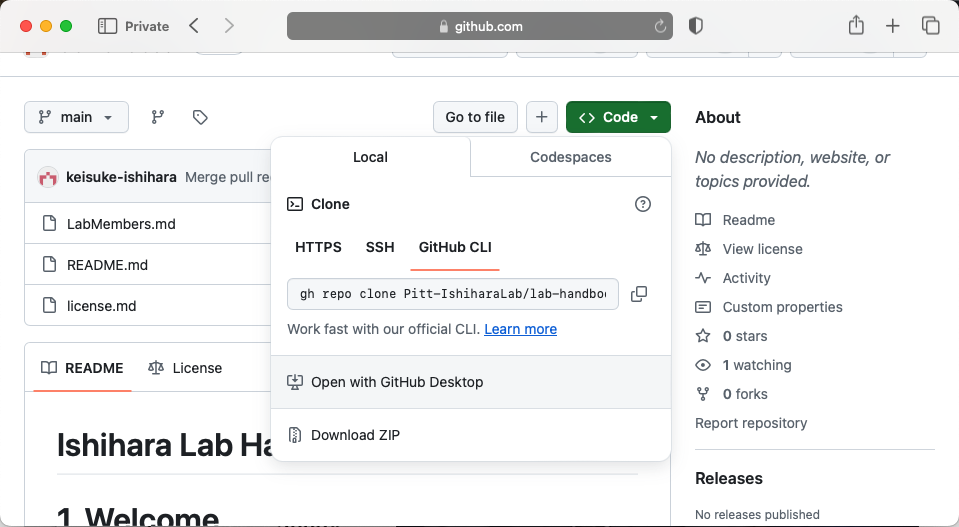 Private
github.com
main
Go to file
Code
About
No description, website, or
topics provided.
keisuke-ishihara Merge pull re
Local
Codespaces
Clone
HTTPS
SSH
GitHub CLI
gh repo clone Pitt-IshiharaLab/lab-handbo
Work fast with our official CLI. Learn more
Open with GitHub Desktop
Download ZIP
LabMembers.md
README.md
license.md
README
License
Ishihara Lab Ha
1. Welcome
Readme
View license
Activity
Custom properties
0 stars
1 watching
0 forks
Report repository
Releases
No releases published